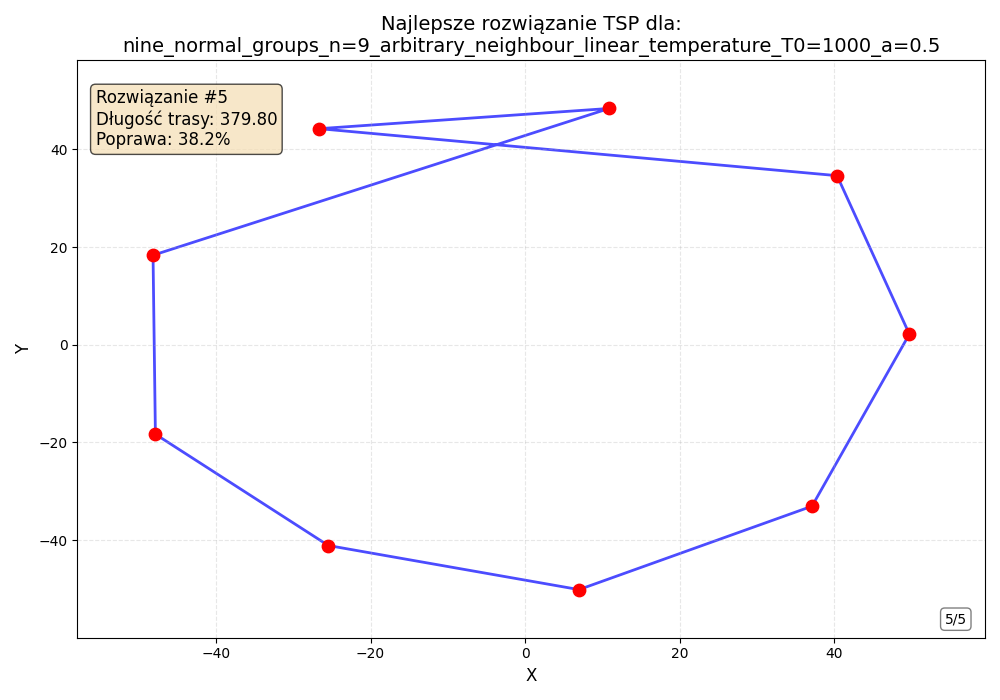 Najlepsze rozwiązanie TSP dla:
nine_normal_groups_n=9_arbitrary_neighbour_linear_temperature_T0=1000_a=0.5
Rozwiązanie #5
Długość trasy: 379.80
Poprawa: 38.2%
40
20
0
−20
−40
Y
5/5
−40
−20
0
20
40
X